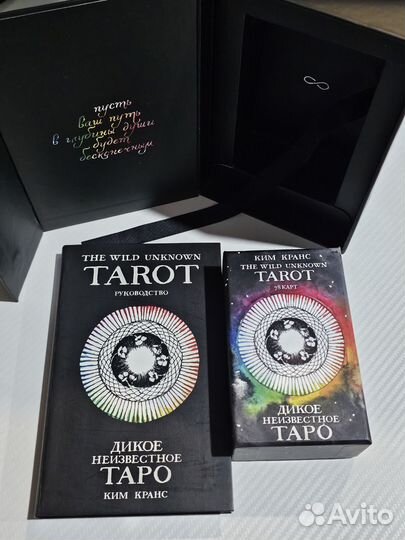 пусть
ваш путь
в глубины души
будет
бесконечным
THE WILD UNKNOWN
TAROT
РУКОВОДСТВО
ДИКОЕ
НЕИЗВЕСТНОЕ
ТАРО
КИМ КРАНС
КИМ КРАНС
THE WILD UNKNOWN
TAROT
78 КАРТ
ДИКОЕ
НЕИЗВЕСТНОЕ
ТАРО
Avito